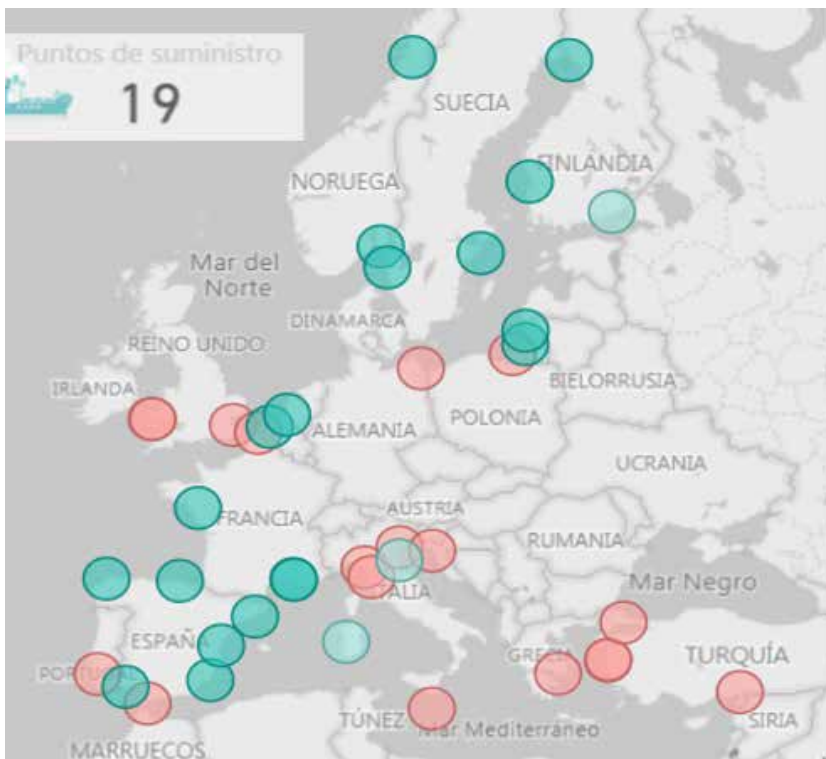 Puntos de suministro
19
SUECIA
FINLANDIA
NORUEGA
Mar del
Norte
DINAMARCA
REINO UNIDO
IRLANDA
BIELORRUSIA
ALEMANIA
POLONIA
UCRANIA
AUSTRIA
FRANCIA
RUMANIA
Mar Negro
ITALIA
ESPAÑA
GRECIA
TURQUÍA
PORTUGAL
TÚNEZ
Mar Mediterráneo
SIRIA
MARRUECOS